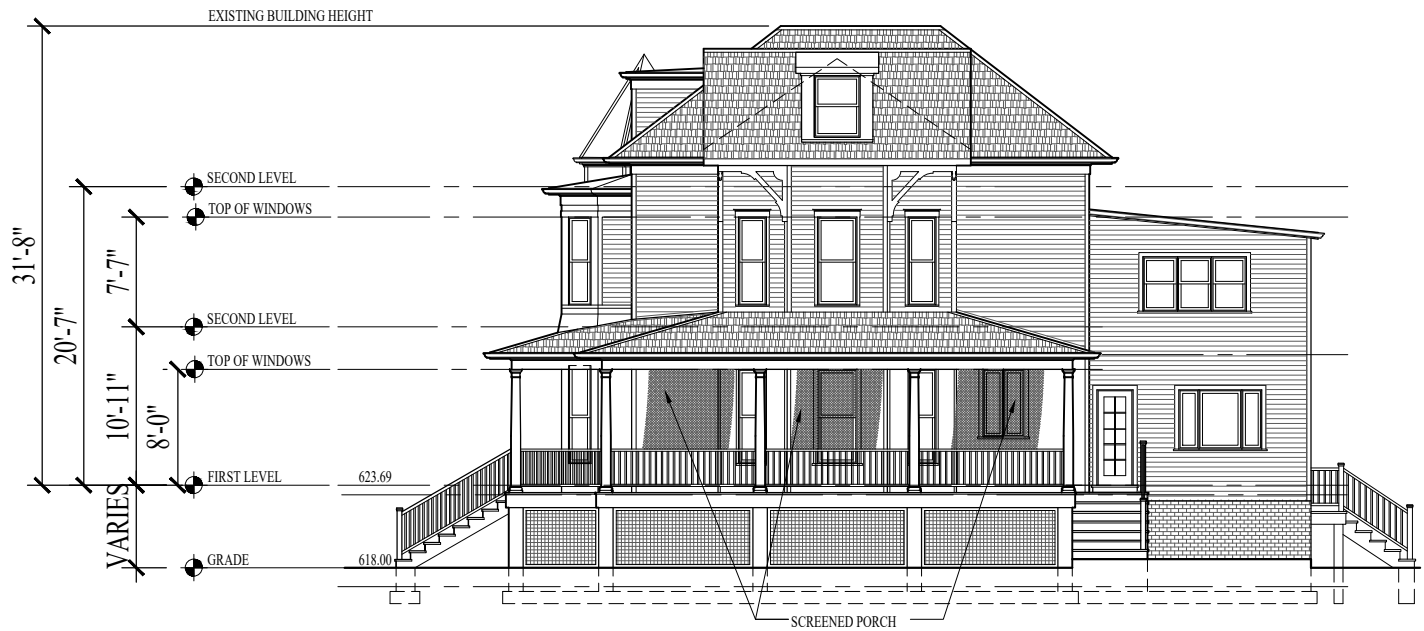 EXISTING BUILDING HEIGHT
31'-8"
SECOND LEVEL
TOP OF WINDOWS
20'-7"
7'-7"
SECOND LEVEL
TOP OF WINDOWS
10'-11"
8'-0"
FIRST LEVEL 623.69
VARIES
GRADE 618.00
SCREENED PORCH